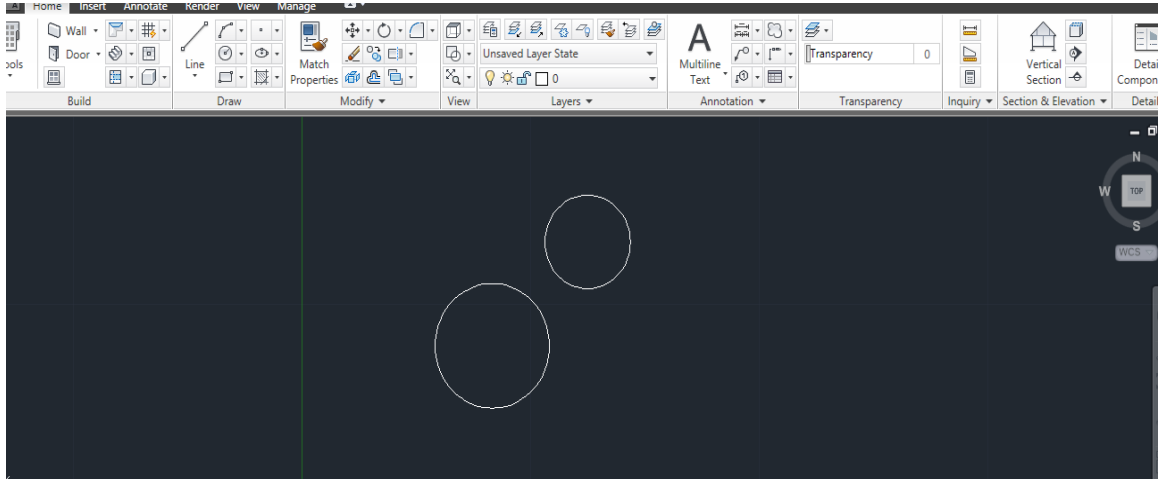 Home Insert Annotate Render View Manage
Wall
Door
ools
Line
Match
Properties
Unsaved Layer State
0
A
Multiline
Text
Transparency 0
Vertical
Section
Detai
Compon
Build Draw Modify View Layers Annotation Transparency Inquiry Section & Elevation Detail
N
W
TOP
S
WCS